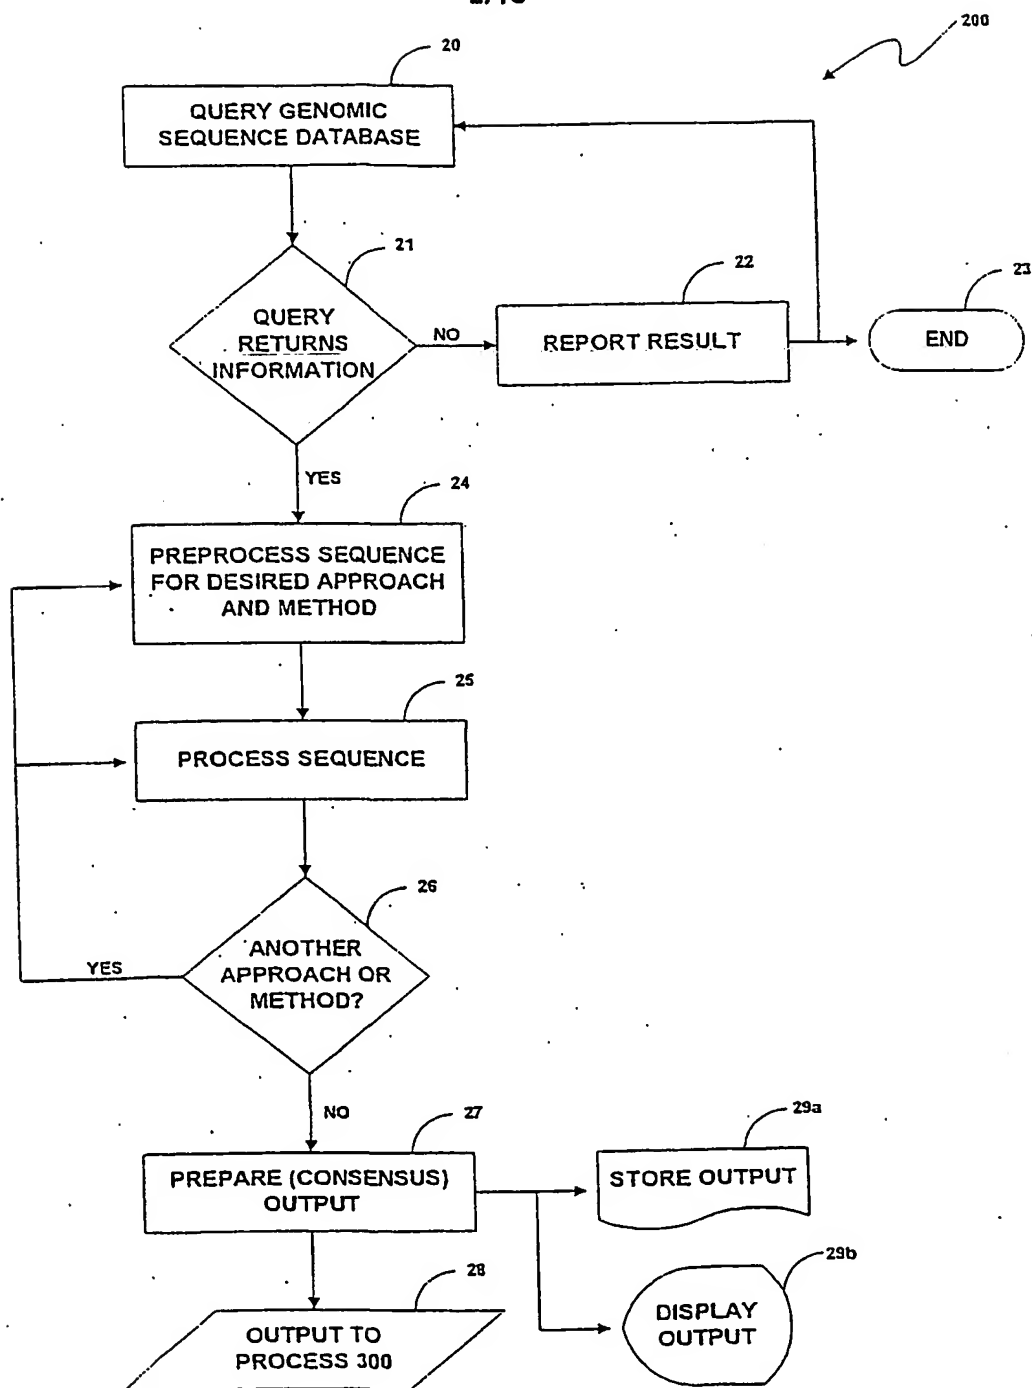 200
20
QUERY GENOMIC
SEQUENCE DATABASE
21
QUERY
RETURNS
INFORMATION
NO
22
REPORT RESULT
23
END
YES
24
PREPROCESS SEQUENCE
FOR DESIRED APPROACH
AND METHOD
25
PROCESS SEQUENCE
26
ANOTHER
APPROACH OR
METHOD?
YES
NO
27
PREPARE (CONSENSUS)
OUTPUT
29a
STORE OUTPUT
29b
DISPLAY
OUTPUT
28
OUTPUT TO
PROCESS 300